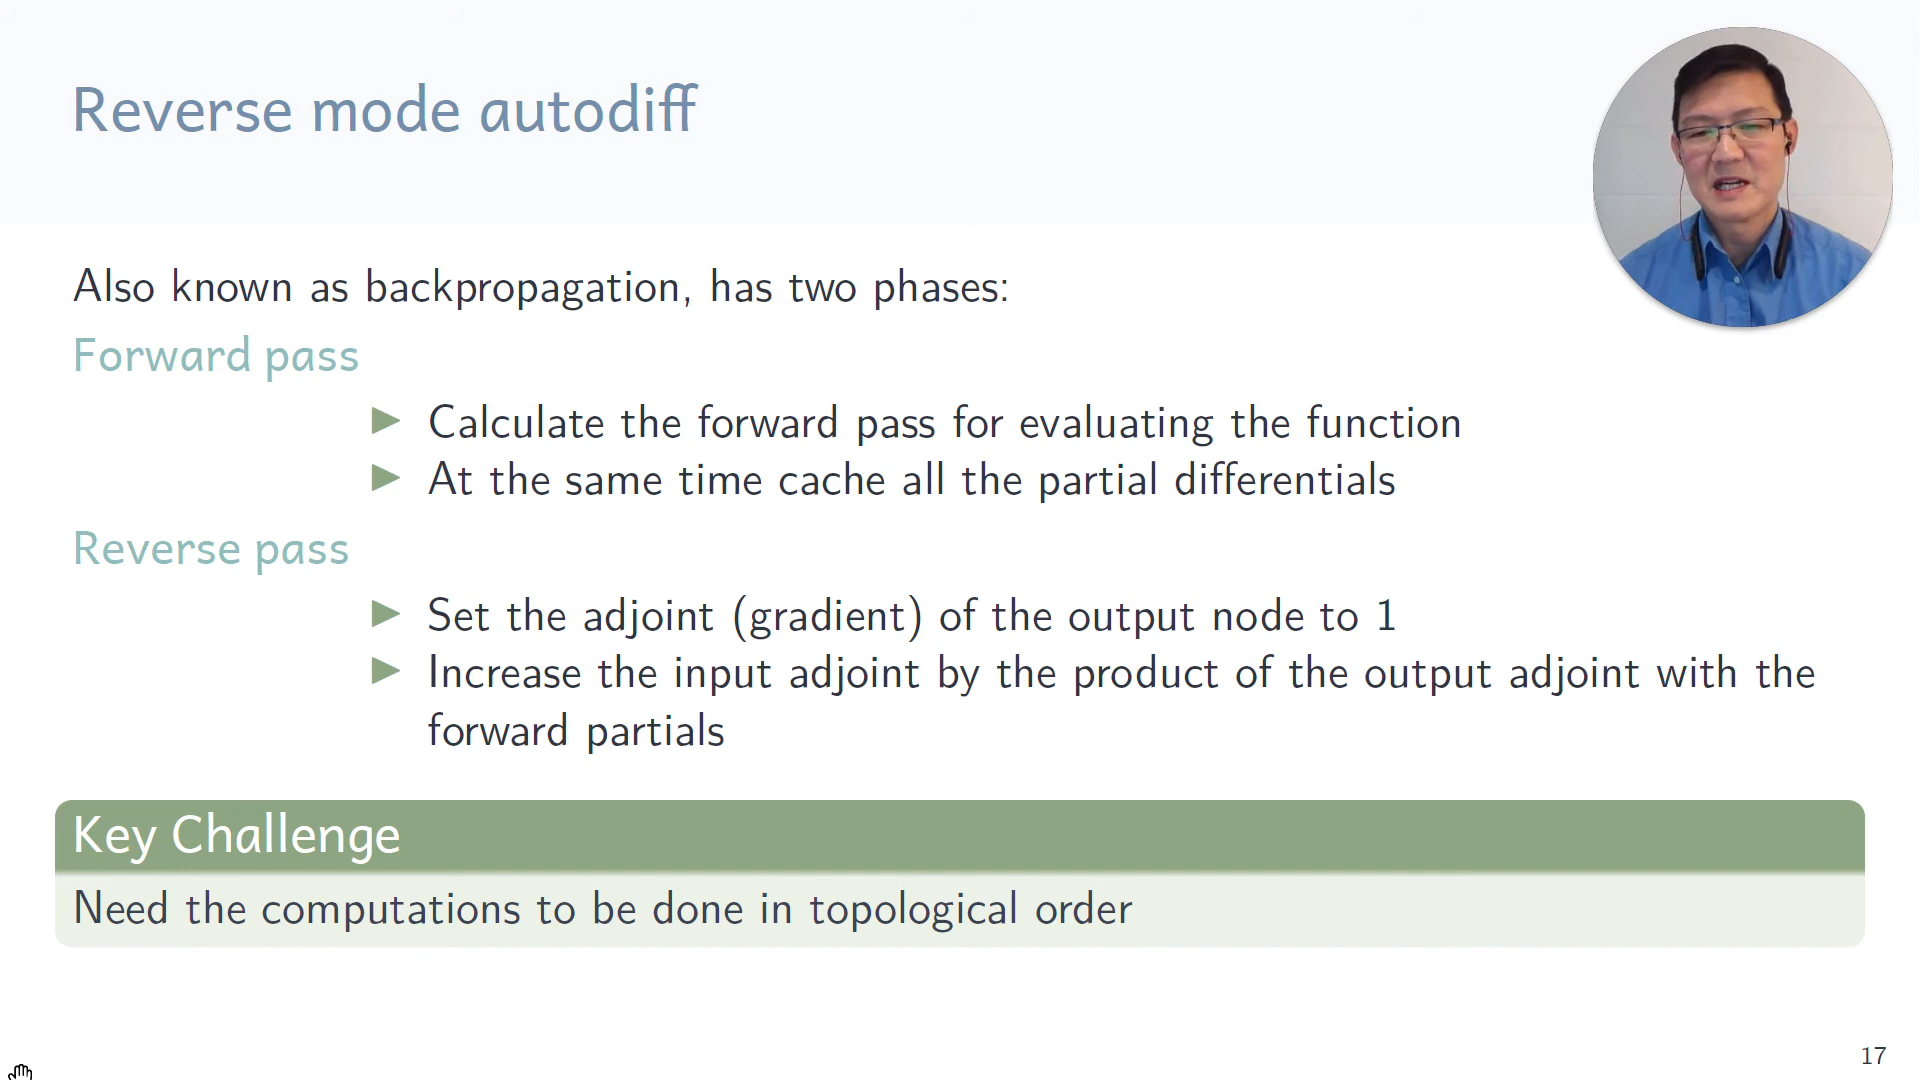 Reverse mode autodiff
Also known as backpropagation, has two phases:
Forward pass
Calculate the forward pass for evaluating the function
At the same time cache all the partial differentials
Reverse pass
Set the adjoint (gradient) of the output node to 1
Increase the input adjoint by the product of the output adjoint with the
forward partials
Key Challenge
Need the computations to be done in topological order
17